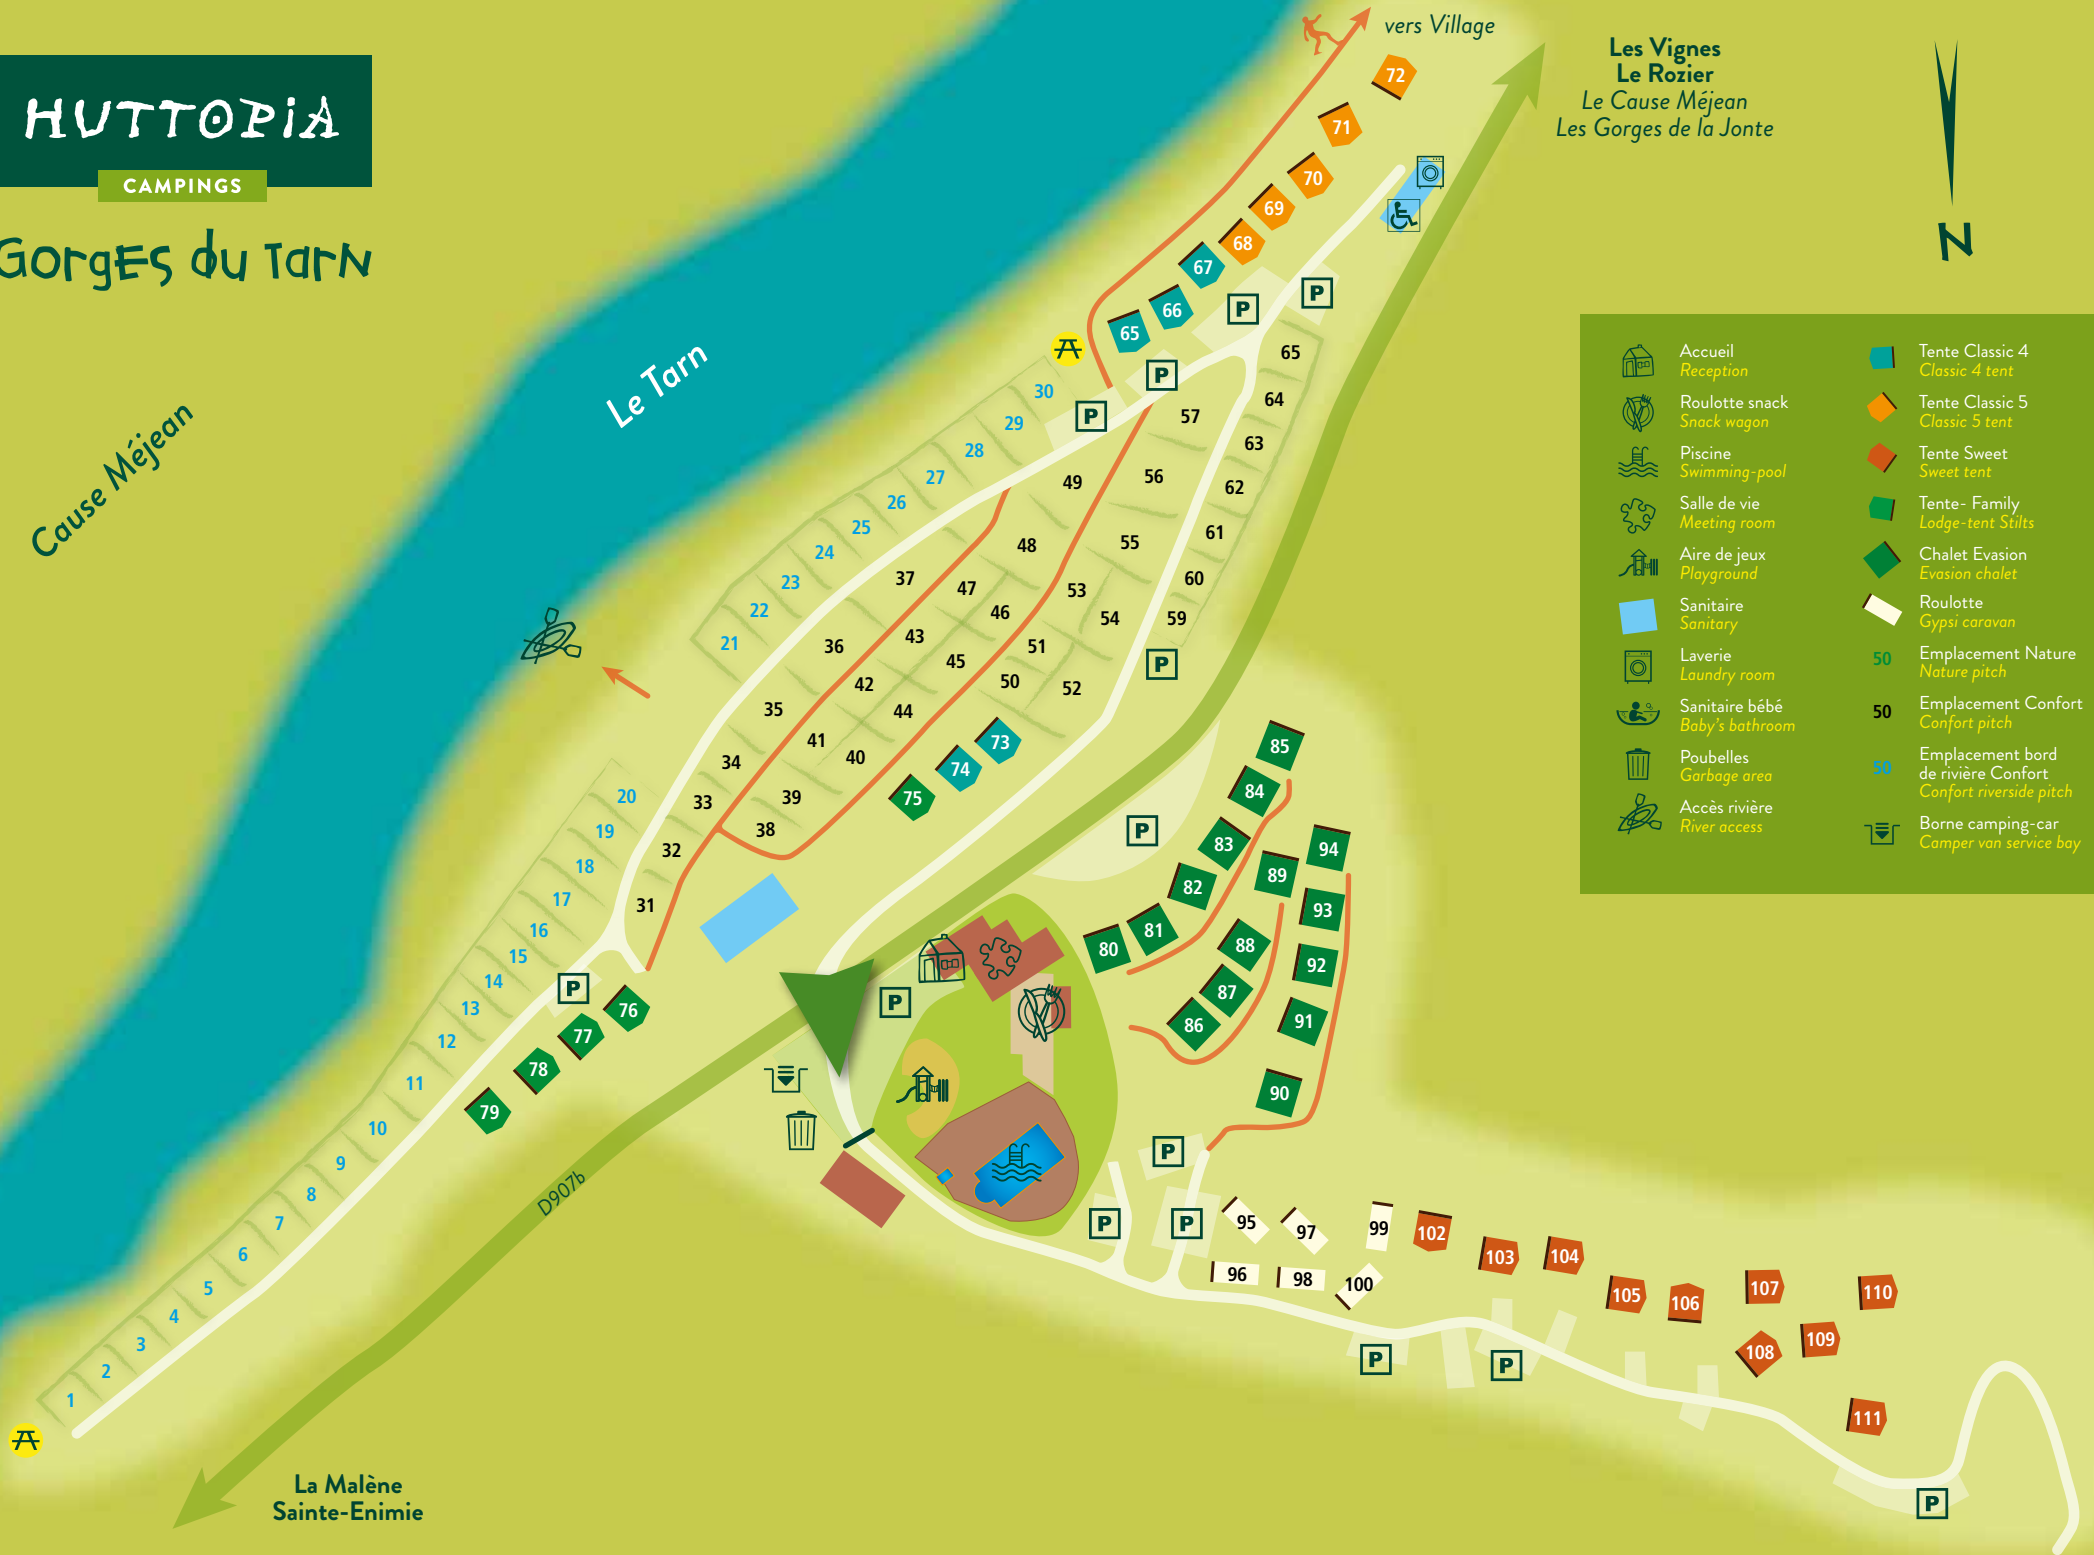 HUTTOPiA
CAMPINGS
Gorges du Tarn
vers Village
Les Vignes
Le Rozier
Le Cause Méjean
Les Gorges de la Jonte
N
Cause Méjean
Le Tarn
D907b
La Malène
Sainte-Enimie
72
71
70
69
68
67
66
65
P
P
P
P
65
64
63
62
61
60
59
P
57
56
55
54
53
52
51
50
49
48
47
46
45
44
43
42
41
40
39
38
37
36
35
34
33
32
31
30
29
28
27
26
25
24
23
22
21
20
19
18
17
16
15
14
13
12
11
10
9
8
7
6
5
4
3
2
1
73
74
75
P
76
77
78
79
P
P
85
84
83
82
81
80
94
89
93
88
92
87
91
86
90
P
P
P
95
97
99
96
98
100
102
103
104
105
106
107
108
109
110
111
P
P
P
Accueil
Reception
Roulotte snack
Snack wagon
Piscine
Swimming-pool
Salle de vie
Meeting room
Aire de jeux
Playground
Sanitaire
Sanitary
Laverie
Laundry room
Sanitaire bébé
Baby's bathroom
Poubelles
Garbage area
Accès rivière
River access
Tente Classic 4
Classic 4 tent
Tente Classic 5
Classic 5 tent
Tente Sweet
Sweet tent
Tente- Family
Lodge-tent Stilts
Chalet Evasion
Evasion chalet
Roulotte
Gypsi caravan
50 Emplacement Nature
Nature pitch
50 Emplacement Confort
Confort pitch
50 Emplacement bord
de rivière Confort
Confort riverside pitch
Borne camping-car
Camper van service bay